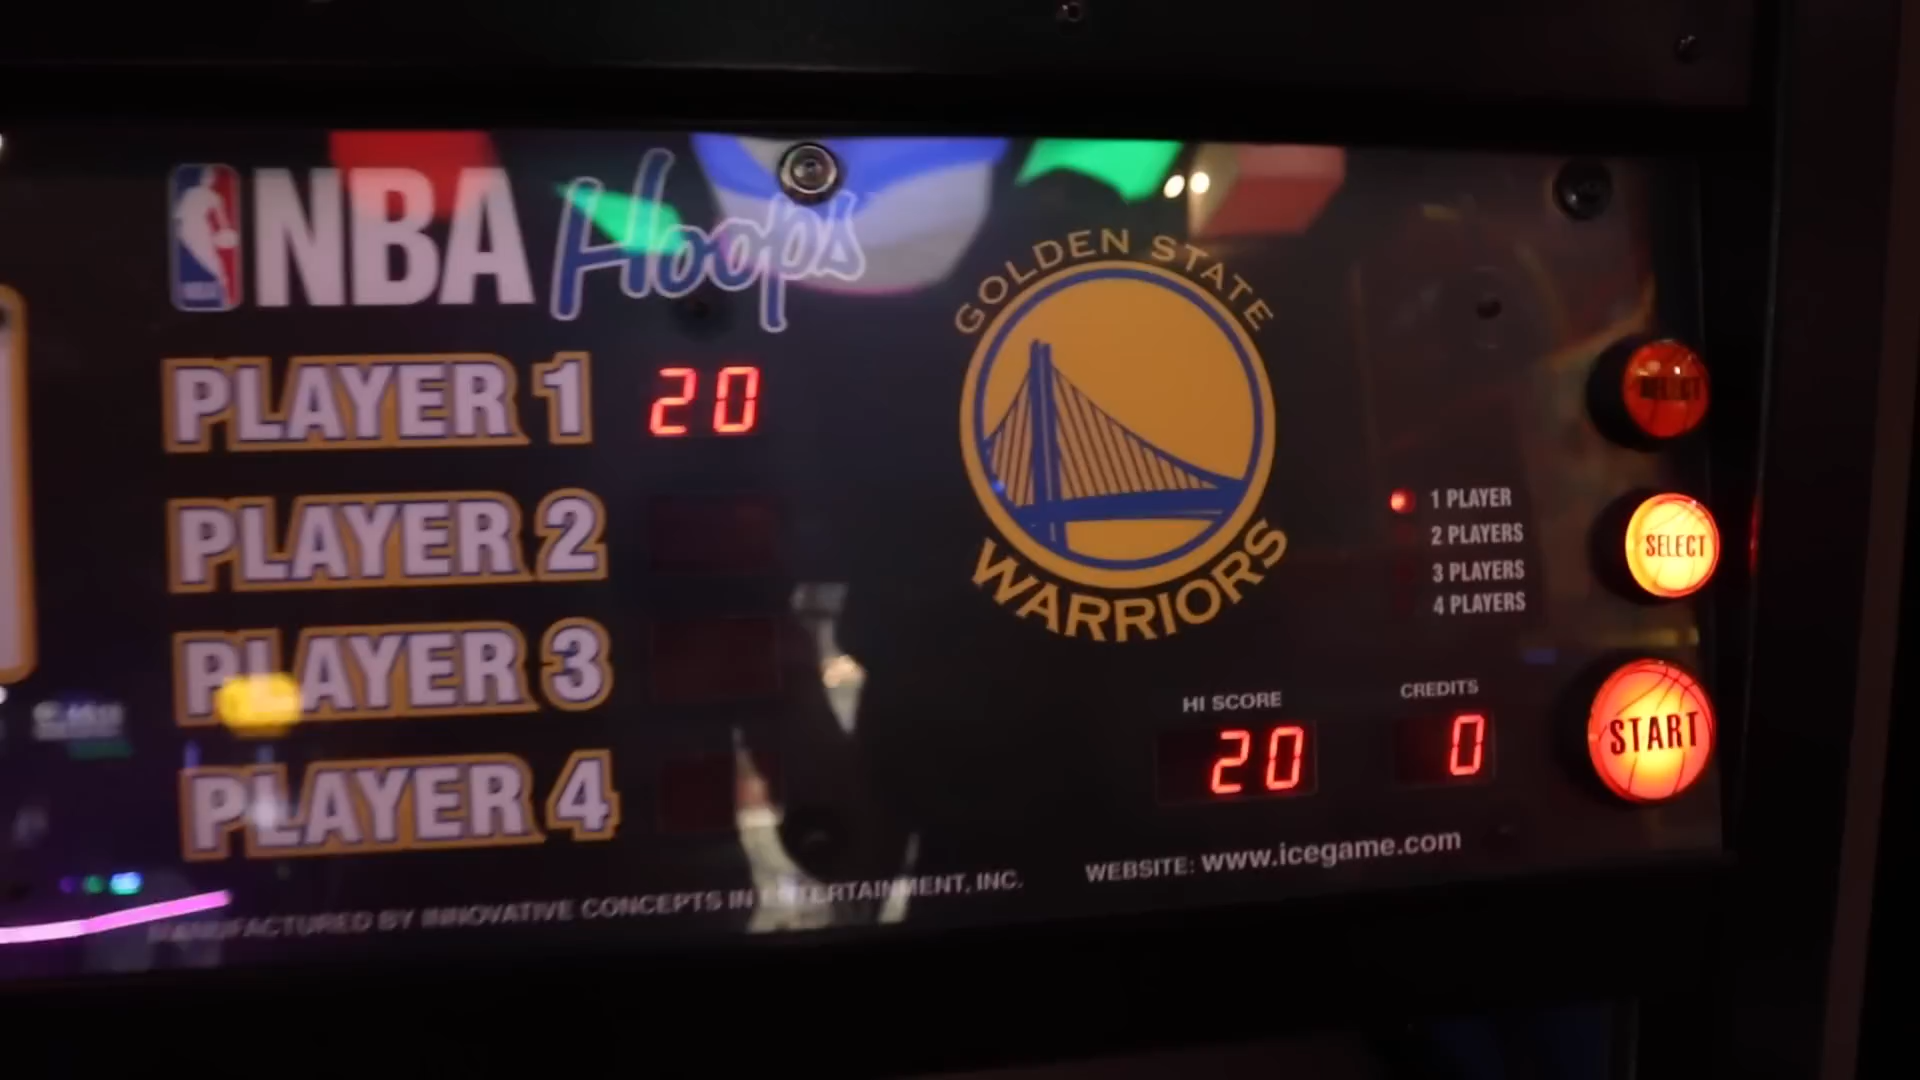 NBA Hoops
GOLDEN STATE
WARRIORS
PLAYER 1 20
PLAYER 2
PLAYER 3
PLAYER 4
SELECT
1 PLAYER
2 PLAYERS
3 PLAYERS
4 PLAYERS
SELECT
HI SCORE
20
CREDITS
0
START
MANUFACTURED BY INNOVATIVE CONCEPTS IN ENTERTAINMENT, INC.
WEBSITE: www.icegame.com